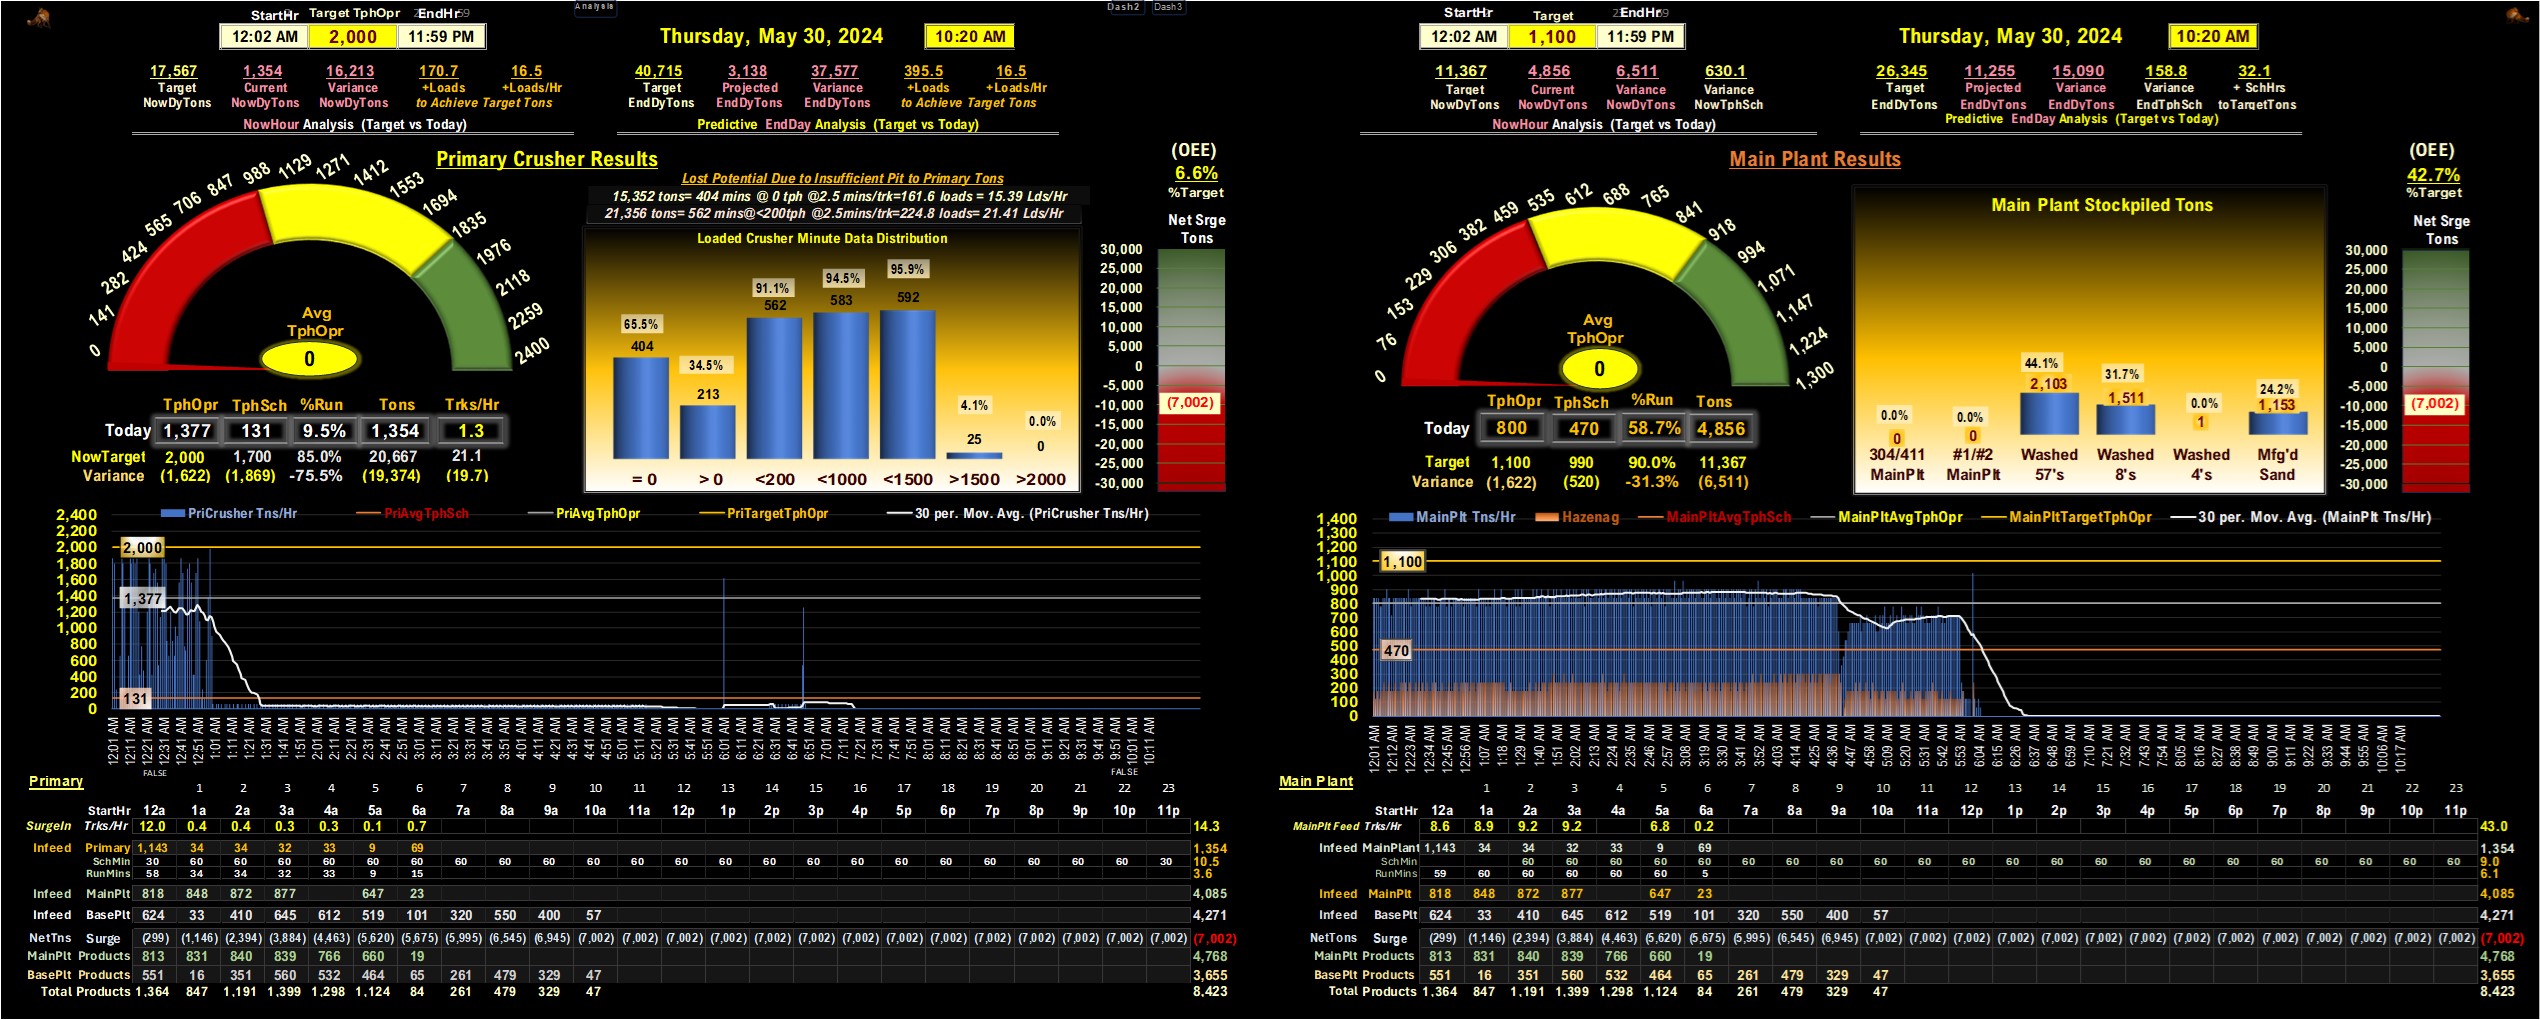 Analysis
Dash2 Dash3
StartHr Target TphOpr EndHr
12:02 AM 2,000 11:59 PM
Thursday, May 30, 2024 10:20 AM
17,567 1,354 16,213 170.7 16.5
Target Current Variance +Loads +Loads/Hr
NowDyTons NowDyTons NowDyTons to Achieve Target Tons
NowHour Analysis (Target vs Today)
40,715 3,138 37,577 395.5 16.5
Target Projected Variance +Loads +Loads/Hr
EndDyTons EndDyTons EndDyTons to Achieve Target Tons
Predictive EndDay Analysis (Target vs Today)
Primary Crusher Results
0 141 282 424 565 706 847 988 1129 1271 1412 1553 1694 1835 1976 2118 2259 2400
Avg
TphOpr
0
Lost Potential Due to Insufficient Pit to Primary Tons
15,352 tons= 404 mins @ 0 tph @2.5 mins/trk=161.6 loads = 15.39 Lds/Hr
21,356 tons= 562 mins@<200tph @2.5mins/trk=224.8 loads= 21.41 Lds/Hr
Loaded Crusher Minute Data Distribution
65.5% 34.5% 91.1% 94.5% 95.9% 4.1% 0.0%
404 213 562 583 592 25 0
= 0 > 0 <200 <1000 <1500 >1500 >2000
(OEE)
6.6%
%Target
Net Srge
Tons
30,000
25,000
20,000
15,000
10,000
5,000
0
-5,000
-10,000
(7,002)
-15,000
-20,000
-25,000
-30,000
TphOpr TphSch %Run Tons Trks/Hr
Today 1,377 131 9.5% 1,354 1.3
NowTarget 2,000 1,700 85.0% 20,667 21.1
Variance (1,622) (1,869) -75.5% (19,374) (19.7)
PriCrusher Tns/Hr PriAvgTphSch PriAvgTphOpr PriTargetTphOpr 30 per. Mov. Avg. (PriCrusher Tns/Hr)
2,400
2,200
2,000
1,800
1,600
1,400
1,200
1,000
800
600
400
200
0
2,000
1,377
131
12:01 AM 12:11 AM 12:21 AM 12:31 AM 12:41 AM 12:51 AM 1:01 AM 1:11 AM 1:21 AM 1:31 AM 1:41 AM 1:51 AM 2:01 AM 2:11 AM 2:21 AM 2:31 AM 2:41 AM 2:51 AM 3:01 AM 3:11 AM 3:21 AM 3:31 AM 3:41 AM 3:51 AM 4:01 AM 4:11 AM 4:21 AM 4:31 AM 4:41 AM 4:51 AM 5:01 AM 5:11 AM 5:21 AM 5:31 AM 5:41 AM 5:51 AM 6:01 AM 6:11 AM 6:21 AM 6:31 AM 6:41 AM 6:51 AM 7:01 AM 7:11 AM 7:21 AM 7:31 AM 7:41 AM 7:51 AM 8:01 AM 8:11 AM 8:21 AM 8:31 AM 8:41 AM 8:51 AM 9:01 AM 9:11 AM 9:21 AM 9:31 AM 9:41 AM 9:51 AM 10:01 AM 10:11 AM
FALSE FALSE
Primary
1 2 3 4 5 6 7 8 9 10 11 12 13 14 15 16 17 18 19 20 21 22 23
StartHr 12a 1a 2a 3a 4a 5a 6a 7a 8a 9a 10a 11a 12p 1p 2p 3p 4p 5p 6p 7p 8p 9p 10p 11p
SurgeIn Trks/Hr 12.0 0.4 0.4 0.3 0.3 0.1 0.7 14.3
Infeed Primary 1,143 34 34 32 33 9 69 1,354
SchMin 30 60 60 60 60 60 60 60 60 60 60 60 60 60 60 60 60 60 60 60 60 60 60 30 10.5
RunMins 58 34 34 32 33 9 15 3.6
Infeed MainPlt 818 848 872 877 647 23 4,085
Infeed BasePlt 624 33 410 645 612 519 101 320 550 400 57 4,271
NetTns Surge (299) (1,146) (2,394) (3,884) (4,463) (5,620) (5,675) (5,995) (6,545) (6,945) (7,002) (7,002) (7,002) (7,002) (7,002) (7,002) (7,002) (7,002) (7,002) (7,002) (7,002) (7,002) (7,002) (7,002) (7,002)
MainPlt Products 813 831 840 839 766 660 19 4,768
BasePlt Products 551 16 351 560 532 464 65 261 479 329 47 3,655
Total Products 1,364 847 1,191 1,399 1,298 1,124 84 261 479 329 47 8,423
StartHr Target EndHr
12:02 AM 1,100 11:59 PM
Thursday, May 30, 2024 10:20 AM
11,367 4,856 6,511 630.1
Target Current Variance Variance
NowDyTons NowDyTons NowDyTons NowTphSch
NowHour Analysis (Target vs Today)
26,345 11,255 15,090 158.8 32.1
Target Projected Variance Variance + SchHrs
EndDyTons EndDyTons EndDyTons EndTphSch toTargetTons
Predictive EndDay Analysis (Target vs Today)
Main Plant Results
0 76 153 229 306 382 459 535 612 688 765 841 918 994 1,071 1,147 1,224 1,300
Avg
TphOpr
0
Main Plant Stockpiled Tons
0.0% 0.0% 44.1% 31.7% 0.0% 24.2%
0 0 2,103 1,511 1 1,153
304/411 #1/#2 Washed Washed Washed Mfg'd
MainPlt MainPlt 57's 8's 4's Sand
(OEE)
42.7%
%Target
Net Srge
Tons
30,000
25,000
20,000
15,000
10,000
5,000
0
-5,000
-10,000
(7,002)
-15,000
-20,000
-25,000
-30,000
TphOpr TphSch %Run Tons
Today 800 470 58.7% 4,856
Target 1,100 990 90.0% 11,367
Variance (1,622) (520) -31.3% (6,511)
MainPlt Tns/Hr Hazenag MainPltAvgTphSch MainPltAvgTphOpr MainPltTargetTphOpr 30 per. Mov. Avg. (MainPlt Tns/Hr)
1,400
1,300
1,200
1,100
1,000
900
800
700
600
500
400
300
200
100
0
1,100
470
12:01 AM 12:12 AM 12:23 AM 12:34 AM 12:45 AM 12:56 AM 1:07 AM 1:18 AM 1:29 AM 1:40 AM 1:51 AM 2:02 AM 2:13 AM 2:24 AM 2:35 AM 2:46 AM 2:57 AM 3:08 AM 3:19 AM 3:30 AM 3:41 AM 3:52 AM 4:03 AM 4:14 AM 4:25 AM 4:36 AM 4:47 AM 4:58 AM 5:09 AM 5:20 AM 5:31 AM 5:42 AM 5:53 AM 6:04 AM 6:15 AM 6:26 AM 6:37 AM 6:48 AM 6:59 AM 7:10 AM 7:21 AM 7:32 AM 7:43 AM 7:54 AM 8:05 AM 8:16 AM 8:27 AM 8:38 AM 8:49 AM 9:00 AM 9:11 AM 9:22 AM 9:33 AM 9:44 AM 9:55 AM 10:06 AM 10:17 AM
Main Plant
1 2 3 4 5 6 7 8 9 10 11 12 13 14 15 16 17 18 19 20 21 22 23
StartHr 12a 1a 2a 3a 4a 5a 6a 7a 8a 9a 10a 11a 12p 1p 2p 3p 4p 5p 6p 7p 8p 9p 10p 11p
MainPlt Feed Trks/Hr 8.6 8.9 9.2 9.2 6.8 0.2 43.0
Infeed MainPlant 1,143 34 34 32 33 9 69 1,354
SchMin 60 60 60 60 60 60 60 60 60 60 60 60 60 60 60 60 60 60 60 60 60 60 9.0
RunMins 59 60 60 60 60 60 5 6.1
Infeed MainPlt 818 848 872 877 647 23 4,085
Infeed BasePlt 624 33 410 645 612 519 101 320 550 400 57 4,271
NetTons Surge (299) (1,146) (2,394) (3,884) (4,463) (5,620) (5,675) (5,995) (6,545) (6,945) (7,002) (7,002) (7,002) (7,002) (7,002) (7,002) (7,002) (7,002) (7,002) (7,002) (7,002) (7,002) (7,002) (7,002) (7,002)
MainPlt Products 813 831 840 839 766 660 19 4,768
BasePlt Products 551 16 351 560 532 464 65 261 479 329 47 3,655
Total Products 1,364 847 1,191 1,399 1,298 1,124 84 261 479 329 47 8,423